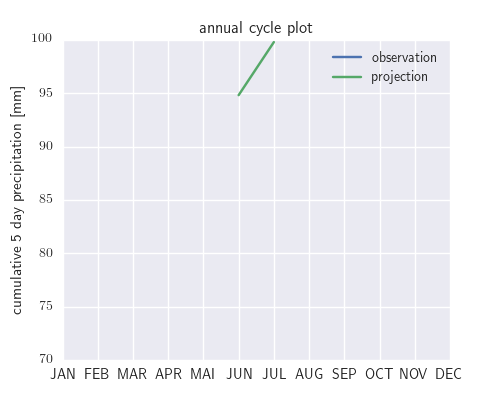 annual cycle plot
cumulative 5 day precipitation [mm]
100
95
90
85
80
75
70
observation
projection
JAN FEB MAR APR MAI JUN JUL AUG SEP OCT NOV DEC